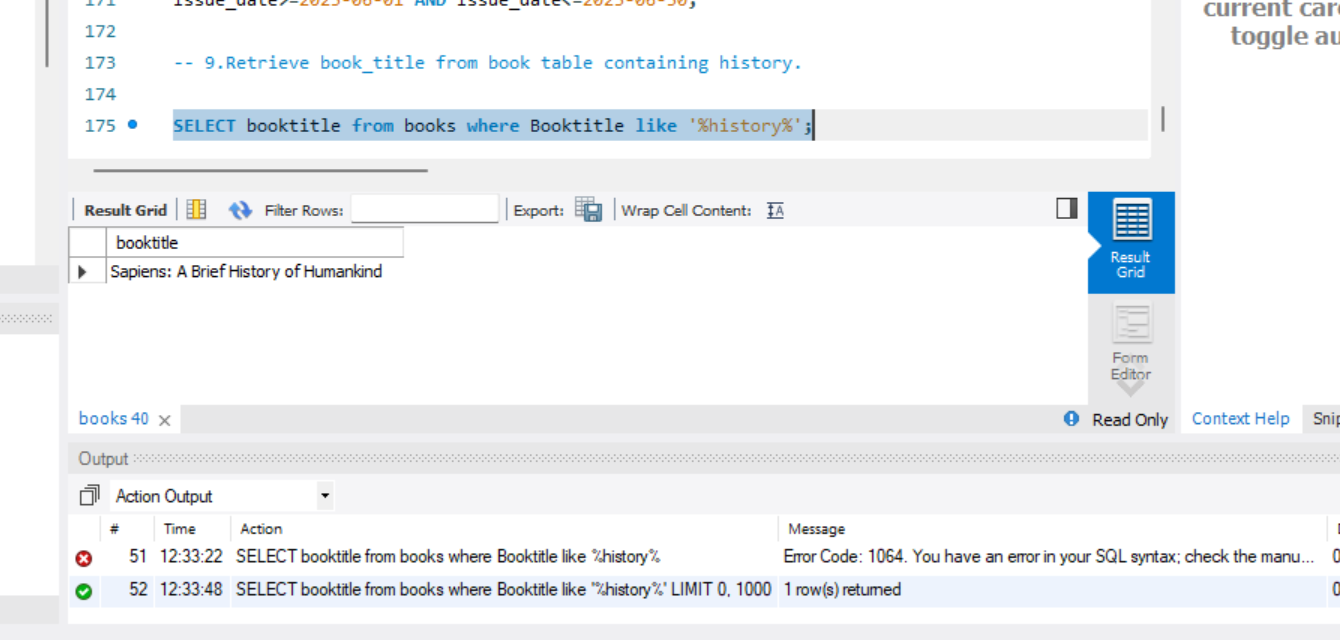 171 issue_date>=2025-06-01 AND issue_date<=2025-06-30;
current car
toggle au
172
173 -- 9.Retrieve book_title from book table containing history.
174
175 SELECT booktitle from books where Booktitle like '%history%';
Result Grid Filter Rows: Export: Wrap Cell Content: IA
booktitle
Sapiens: A Brief History of Humankind
Result
Grid
Form
Editor
books 40 × Read Only Context Help Snip
Output
Action Output
# Time Action Message
51 12:33:22 SELECT booktitle from books where Booktitle like %history% Error Code: 1064. You have an error in your SQL syntax; check the manu... 0
52 12:33:48 SELECT booktitle from books where Booktitle like '%history%' LIMIT 0, 1000 1 row(s) returned 0